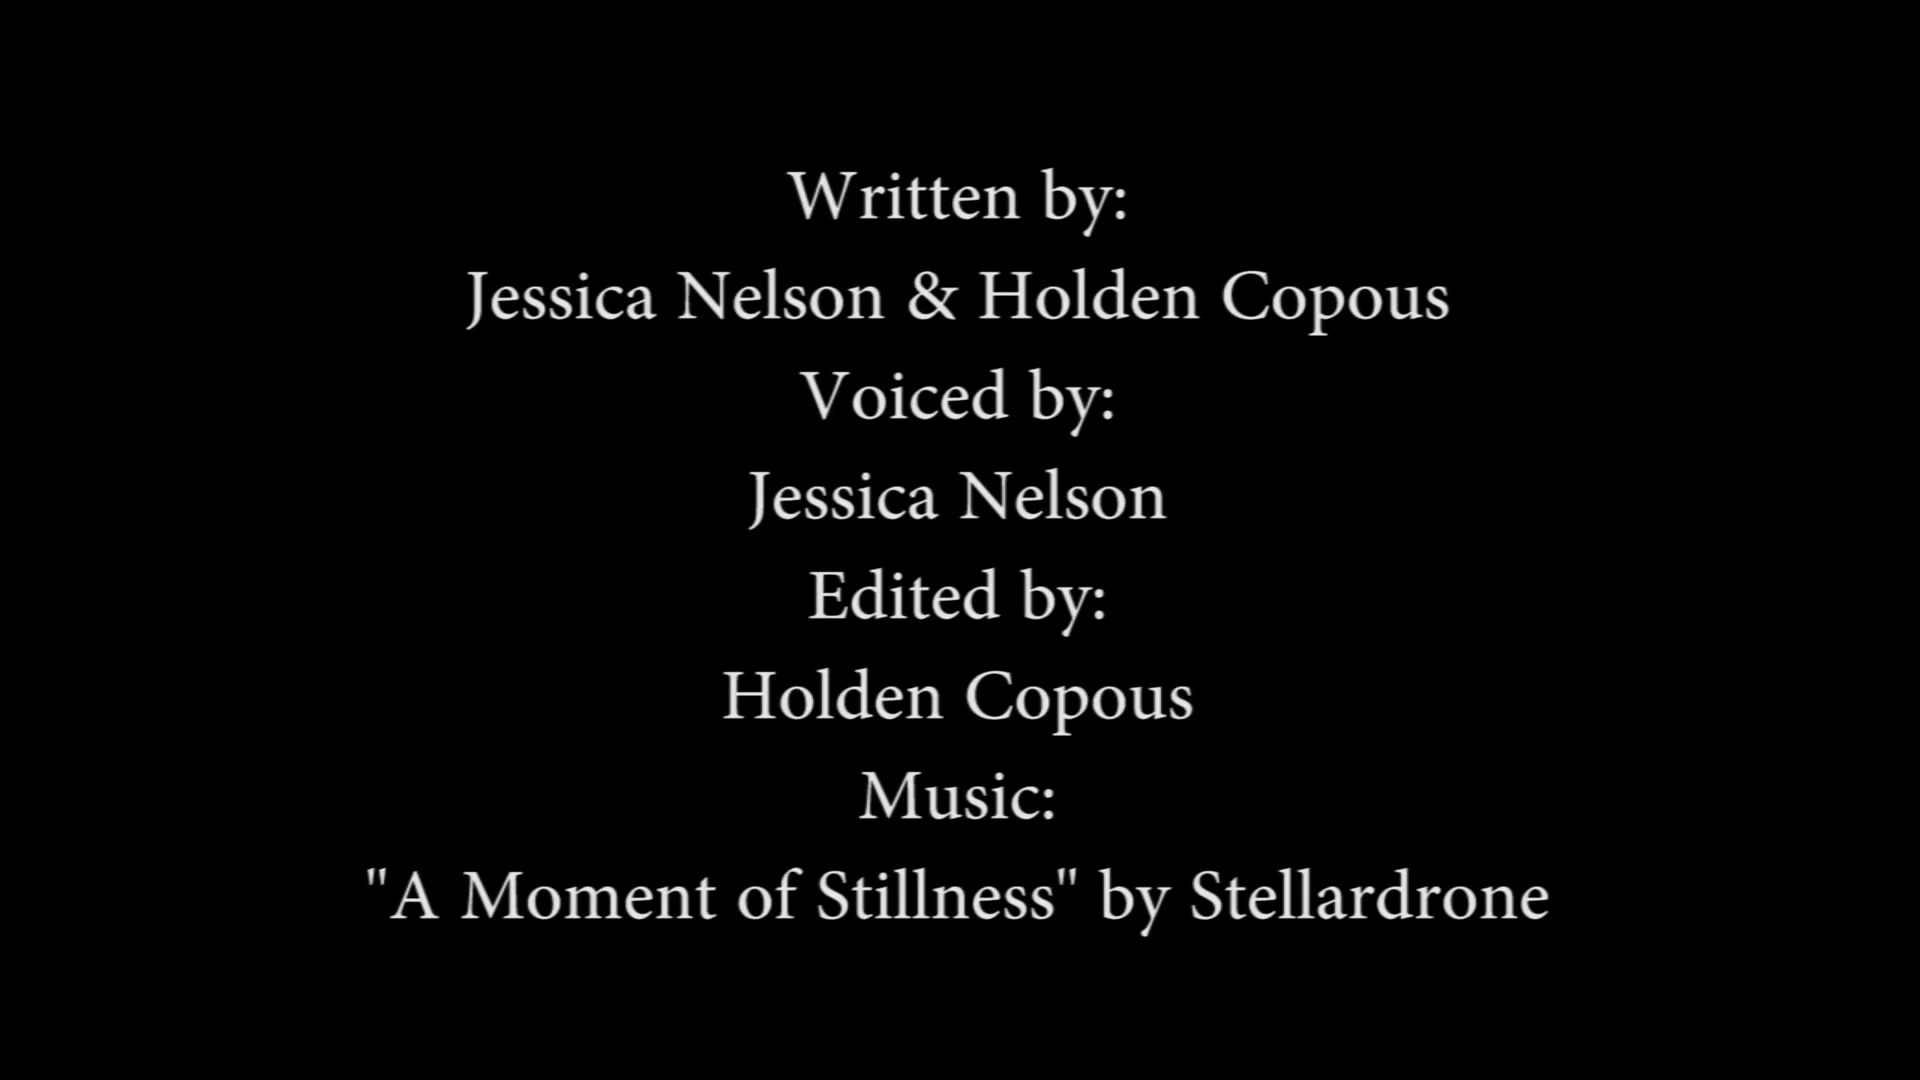 Written by:
Jessica Nelson & Holden Copous
Voiced by:
Jessica Nelson
Edited by:
Holden Copous
Music:
"A Moment of Stillness" by Stellardrone